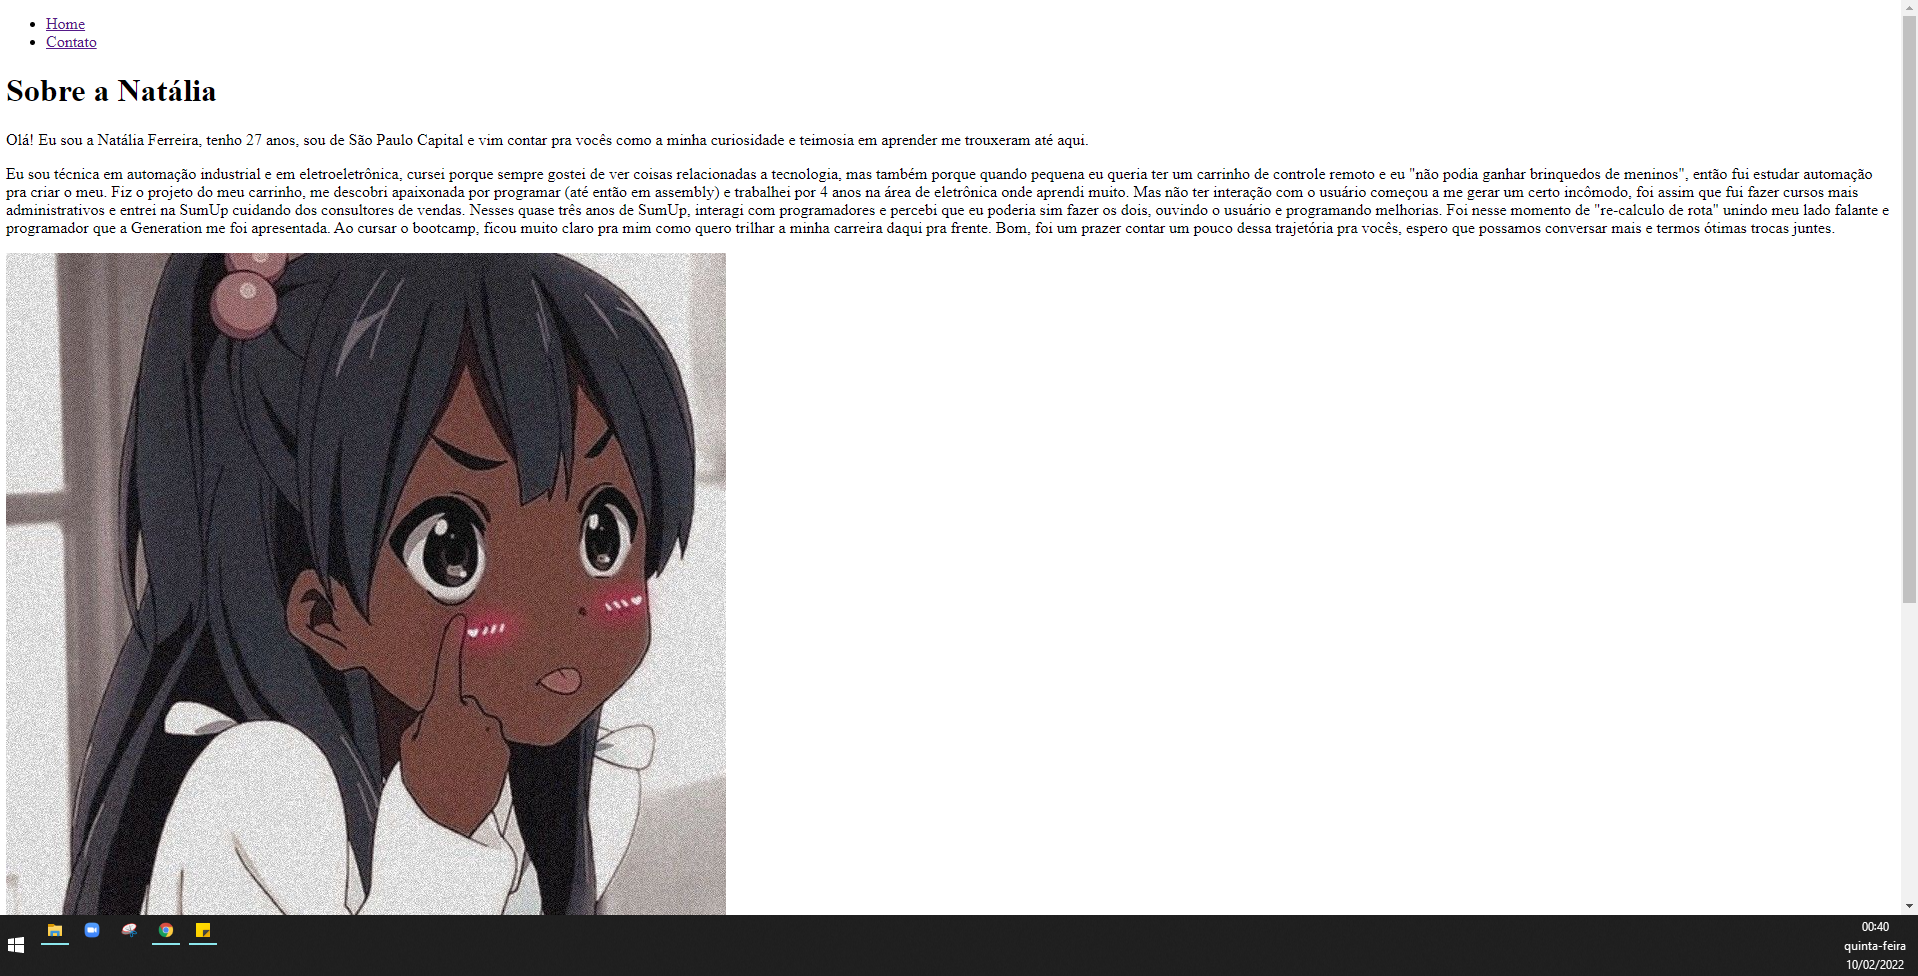 Home
Contato
Sobre a Natália
Olá! Eu sou a Natália Ferreira, tenho 27 anos, sou de São Paulo Capital e vim contar pra vocês como a minha curiosidade e teimosia em aprender me trouxeram até aqui.
Eu sou técnica em automação industrial e em eletroeletrônica, cursei porque sempre gostei de ver coisas relacionadas a tecnologia, mas também porque quando pequena eu queria ter um carrinho de controle remoto e eu "não podia ganhar brinquedos de meninos", então fui estudar automação
pra criar o meu. Fiz o projeto do meu carrinho, me descobri apaixonada por programar (até então em assembly) e trabalhei por 4 anos na área de eletrônica onde aprendi muito. Mas não ter interação com o usuário começou a me gerar um certo incômodo, foi assim que fui fazer cursos mais
administrativos e entrei na SumUp cuidando dos consultores de vendas. Nesses quase três anos de SumUp, interagi com programadores e percebi que eu poderia sim fazer os dois, ouvindo o usuário e programando melhorias. Foi nesse momento de "re-calculo de rota" unindo meu lado falante e
programador que a Generation me foi apresentada. Ao cursar o bootcamp, ficou muito claro pra mim como quero trilhar a minha carreira daqui pra frente. Bom, foi um prazer contar um pouco dessa trajetória pra vocês, espero que possamos conversar mais e termos ótimas trocas juntes.
00:40
quinta-feira
10/02/2022